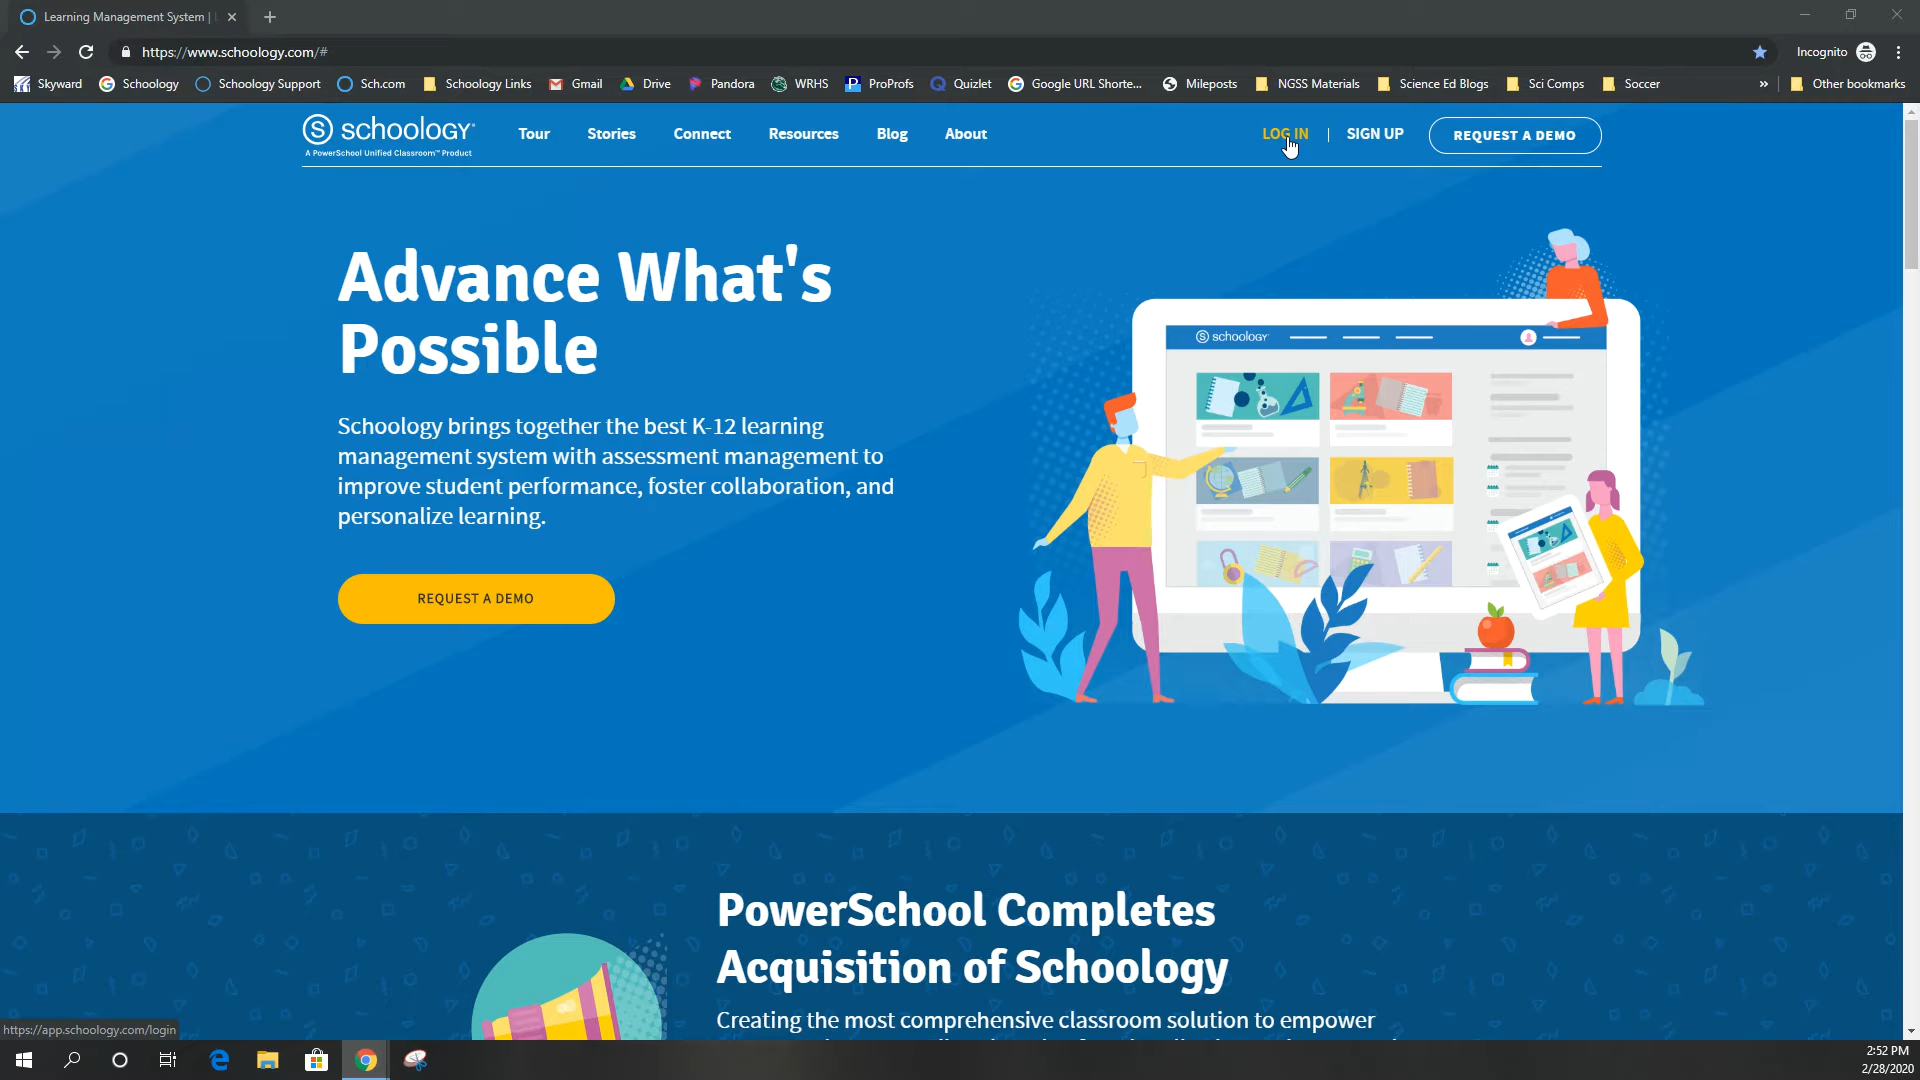 Learning Management System |
https://www.schoology.com/#
Incognito
Skyward
Schoology
Schoology Support
Sch.com
Schoology Links
Gmail
Drive
Pandora
WRHS
ProProfs
Quizlet
Google URL Shorte...
Mileposts
NGSS Materials
Science Ed Blogs
Sci Comps
Soccer
»
Other bookmarks
schoology
A PowerSchool Unified Classroom™ Product
Tour
Stories
Connect
Resources
Blog
About
LOG IN
|
SIGN UP
REQUEST A DEMO
Advance What's
Possible
Schoology brings together the best K-12 learning
management system with assessment management to
improve student performance, foster collaboration, and
personalize learning.
REQUEST A DEMO
schoology
PowerSchool Completes
Acquisition of Schoology
Creating the most comprehensive classroom solution to empower
https://app.schoology.com/login
2:52 PM
2/28/2020